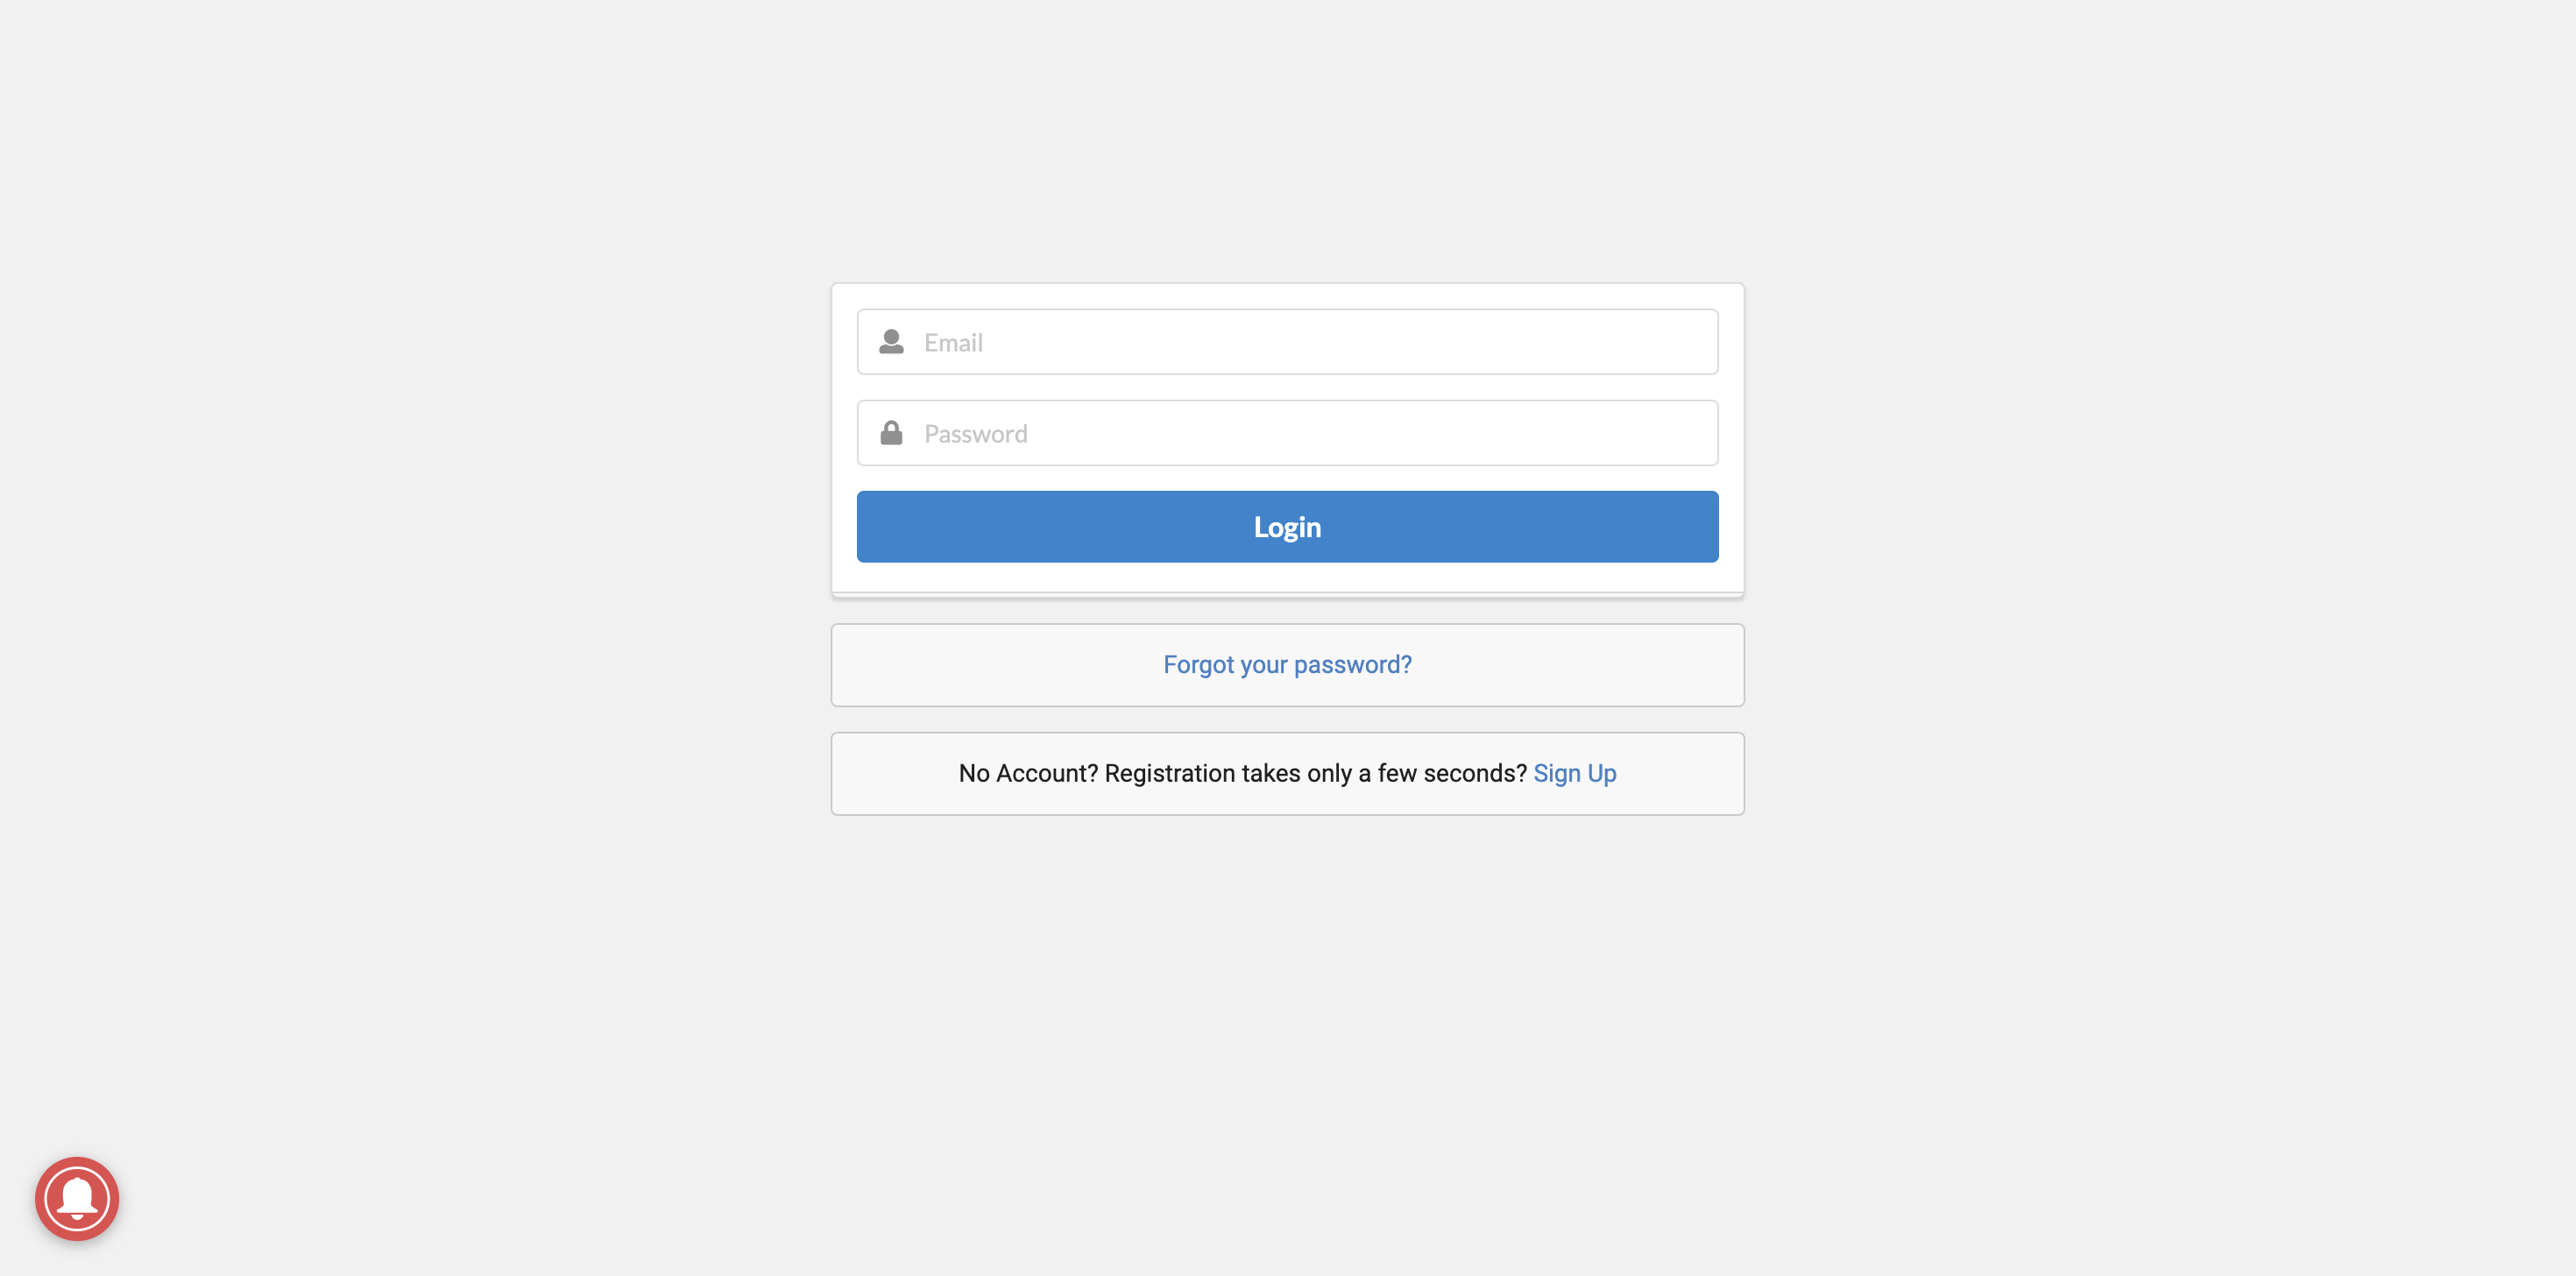 Email
Password
Login
Forgot your password?
No Account? Registration takes only a few seconds? Sign Up